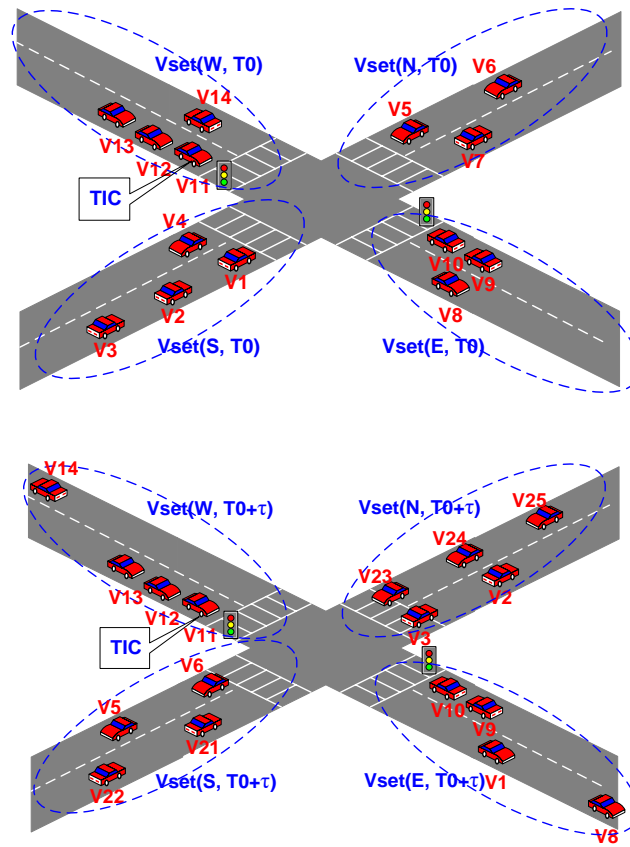 Vset(W, T0)
Vset(N, T0)
V6
V14
V5
V13
V12
V7
TIC
V11
V4
V10
V1
V9
V2
V8
V3
Vset(S, T0)
Vset(E, T0)
V14
Vset(W, T0+τ)
Vset(N, T0+τ)
V25
V24
V23
V13
V2
V12
TIC
V11
V3
V6
V10
V5
V9
V21
V22
Vset(S, T0+τ)
Vset(E, T0+τ)
V1
V8